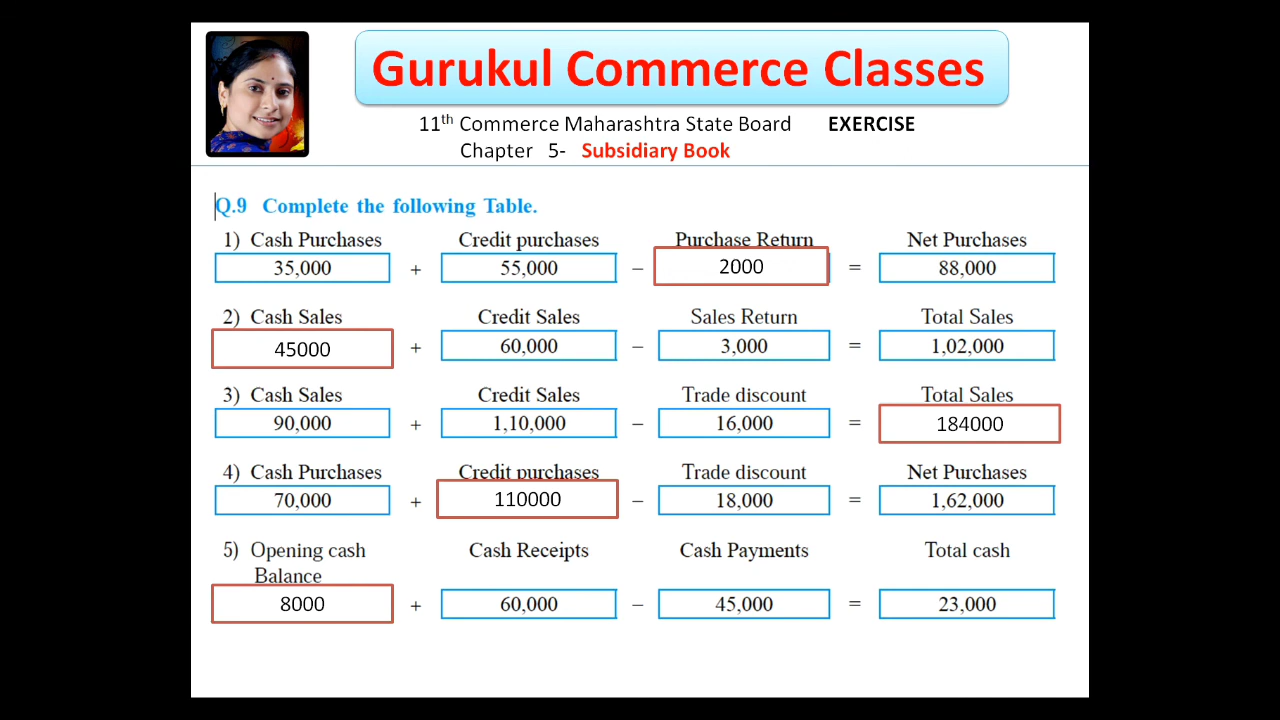 Gurukul Commerce Classes
11th Commerce Maharashtra State Board EXERCISE
Chapter 5- Subsidiary Book
Q.9 Complete the following Table.
1) Cash Purchases Credit purchases Purchase Return Net Purchases
35,000 + 55,000 – 2000 = 88,000
2) Cash Sales Credit Sales Sales Return Total Sales
45000 + 60,000 – 3,000 = 1,02,000
3) Cash Sales Credit Sales Trade discount Total Sales
90,000 + 1,10,000 – 16,000 = 184000
4) Cash Purchases Credit purchases Trade discount Net Purchases
70,000 + 110000 – 18,000 = 1,62,000
5) Opening cash Cash Receipts Cash Payments Total cash
Balance
8000 + 60,000 – 45,000 = 23,000